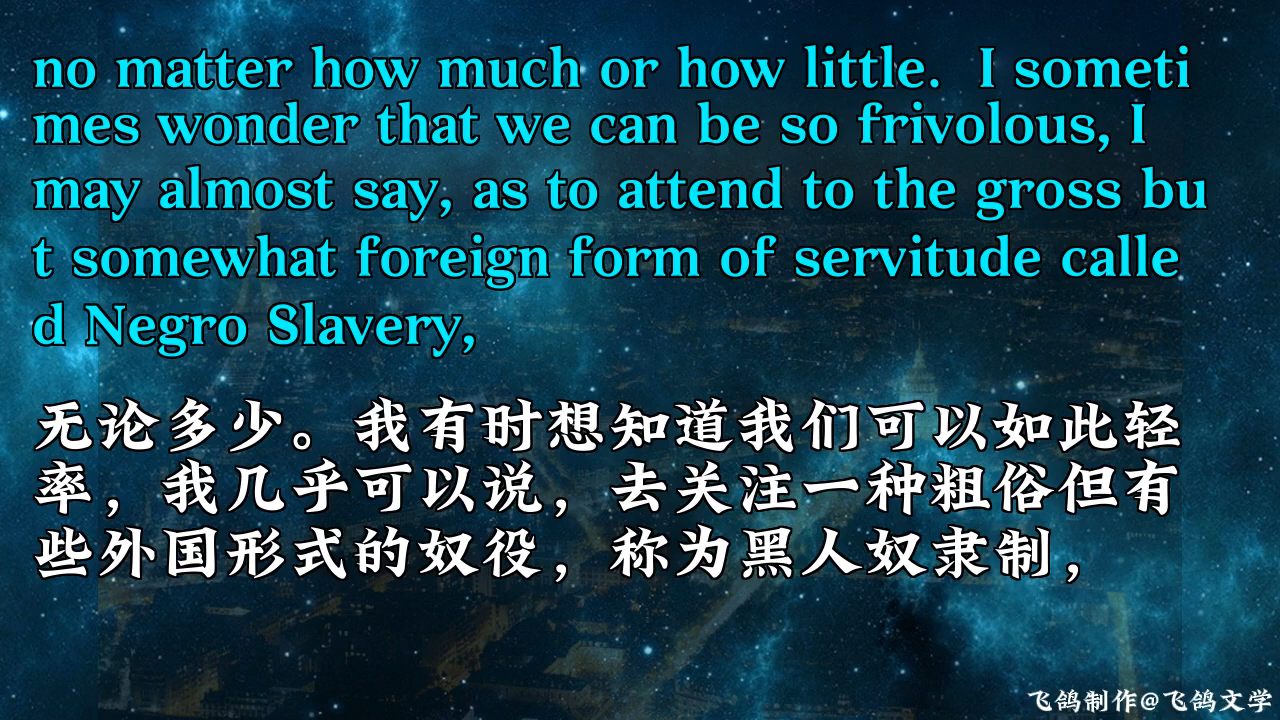 no matter how much or how little.  I someti
mes wonder that we can be so frivolous, I
may almost say, as to attend to the gross bu
t somewhat foreign form of servitude calle
d Negro Slavery,
无论多少。我有时想知道我们可以如此轻
率，我几乎可以说，去关注一种粗俗但有
些外国形式的奴役，称为黑人奴隶制，
飞鸽制作@飞鸽文学